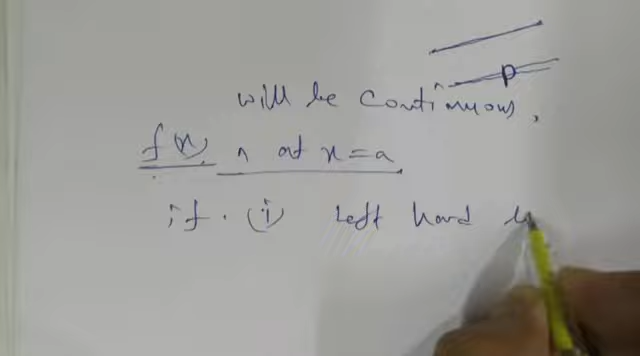 P
will be continuous,
f(x) ^ at x=a
if. (i) Left hand